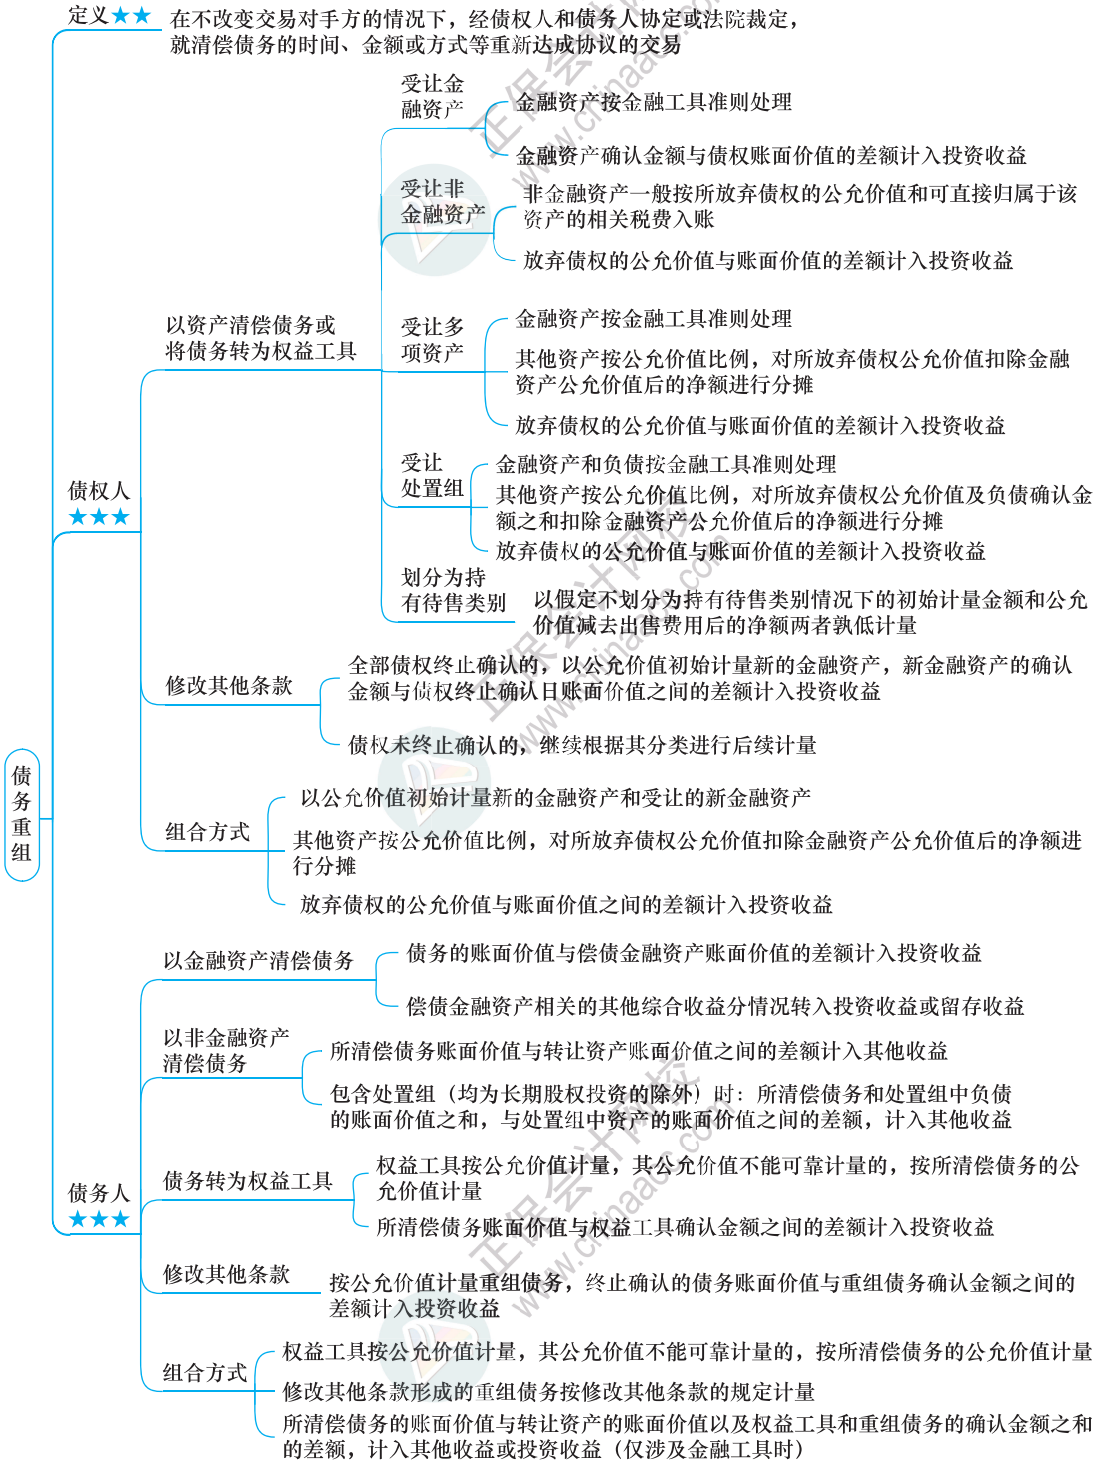 定义★★
在不改变交易对手方的情况下，经债权人和债务人协定或法院裁定，
就清偿债务的时间、金额或方式等重新达成协议的交易
受让金
融资产
金融资产按金融工具准则处理
金融资产确认金额与债权账面价值的差额计入投资收益
受让非
金融资产
非金融资产一般按所放弃债权的公允价值和可直接归属于该
资产的相关税费入账
放弃债权的公允价值与账面价值的差额计入投资收益
以资产清偿债务或
将债务转为权益工具
受让多
项资产
金融资产按金融工具准则处理
其他资产按公允价值比例，对所放弃债权公允价值扣除金融
资产公允价值后的净额进行分摊
放弃债权的公允价值与账面价值的差额计入投资收益
受让
处置组
金融资产和负债按金融工具准则处理
其他资产按公允价值比例，对所放弃债权公允价值及负债确认金
额之和扣除金融资产公允价值后的净额进行分摊
放弃债权的公允价值与账面价值的差额计入投资收益
债权人
★★★
划分为持
有待售类别
以假定不划分为持有待售类别情况下的初始计量金额和公允
价值减去出售费用后的净额两者孰低计量
修改其他条款
全部债权终止确认的，以公允价值初始计量新的金融资产，新金融资产的确认
金额与债权终止确认日账面价值之间的差额计入投资收益
债权未终止确认的，继续根据其分类进行后续计量
债
务
重
组
组合方式
以公允价值初始计量新的金融资产和受让的新金融资产
其他资产按公允价值比例，对所放弃债权公允价值扣除金融资产公允价值后的净额进
行分摊
放弃债权的公允价值与账面价值之间的差额计入投资收益
以金融资产清偿债务
债务的账面价值与偿债金融资产账面价值的差额计入投资收益
偿债金融资产相关的其他综合收益分情况转入投资收益或留存收益
以非金融资产
清偿债务
所清偿债务账面价值与转让资产账面价值之间的差额计入其他收益
包含处置组（均为长期股权投资的除外）时：所清偿债务和处置组中负债
的账面价值之和，与处置组中资产的账面价值之间的差额，计入其他收益
债务人
★★★
债务转为权益工具
权益工具按公允价值计量，其公允价值不能可靠计量的，按所清偿债务的公
允价值计量
所清偿债务账面价值与权益工具确认金额之间的差额计入投资收益
修改其他条款
按公允价值计量重组债务，终止确认的债务账面价值与重组债务确认金额之间的
差额计入投资收益
组合方式
权益工具按公允价值计量，其公允价值不能可靠计量的，按所清偿债务的公允价值计量
修改其他条款形成的重组债务按修改其他条款的规定计量
所清偿债务的账面价值与转让资产的账面价值以及权益工具和重组债务的确认金额之和
的差额，计入其他收益或投资收益（仅涉及金融工具时）
正保会计网校
www.chinaacc.com
正保会计网校
www.chinaacc.com
正保会计网校
www.chinaacc.com